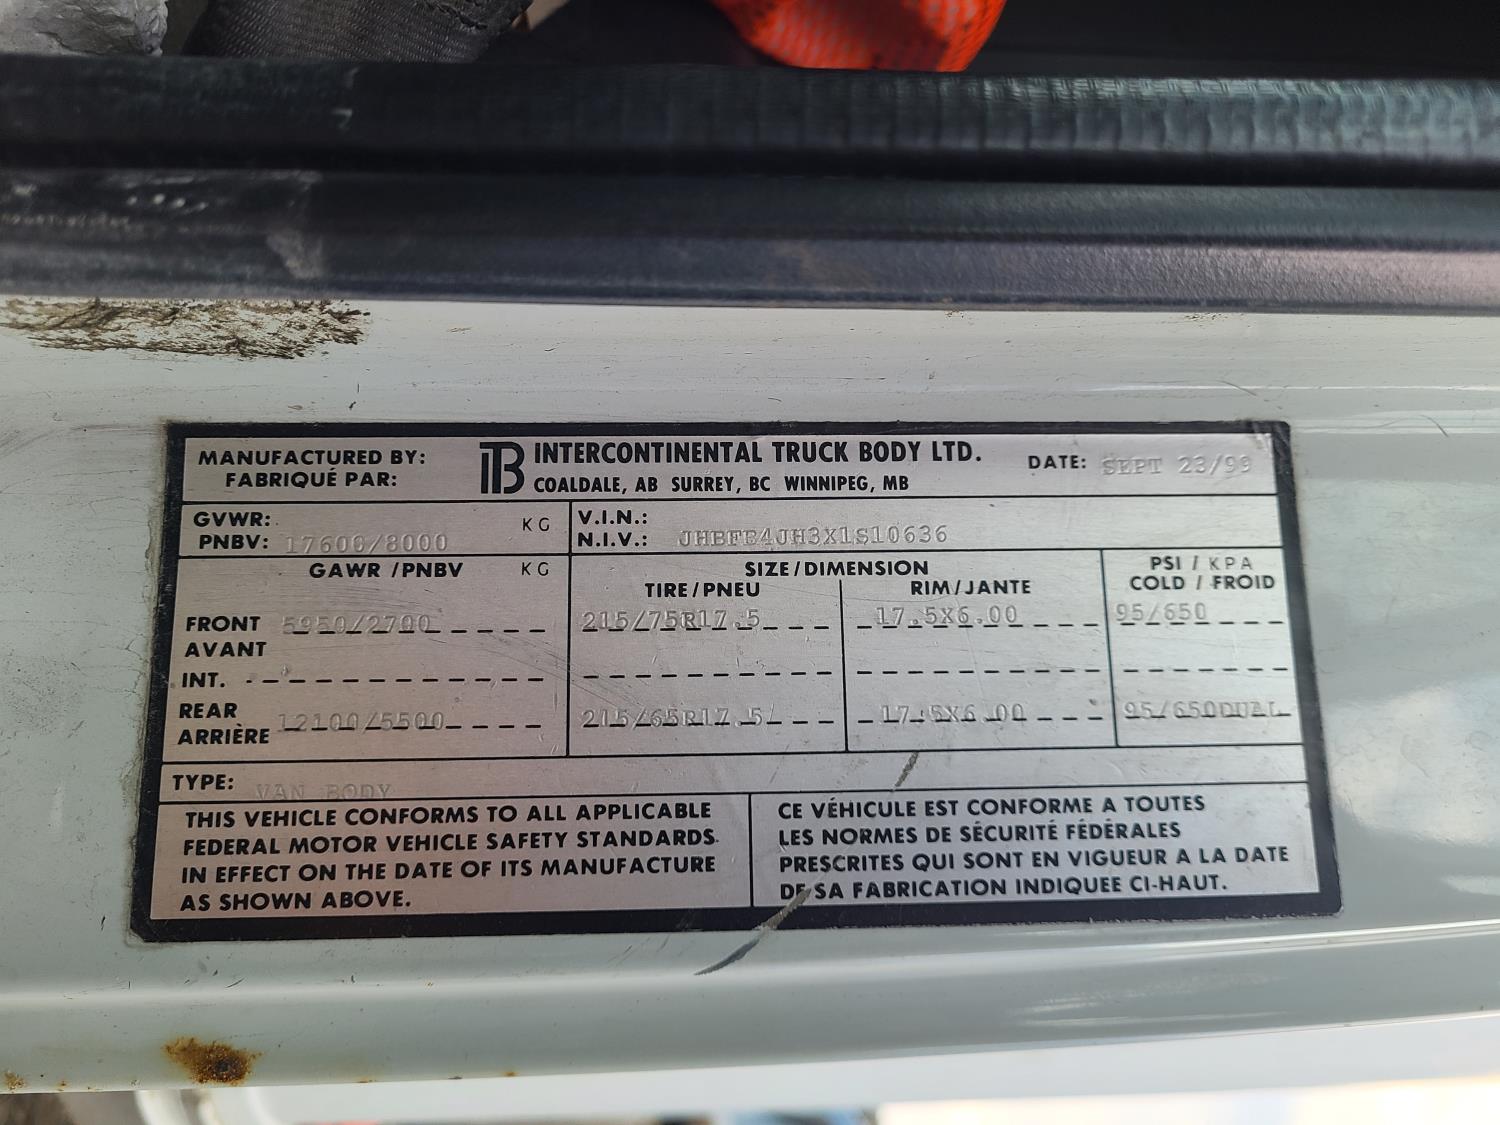 MANUFACTURED BY: ITB INTERCONTINENTAL TRUCK BODY LTD. DATE: SEPT 23/99
FABRIQUÉ PAR: COALDALE, AB SURREY, BC WINNIPEG, MB
GVWR: KG V.I.N.:
PNBV: 17600/8000 N.I.V.: JHBFE4JH3X1S10636
GAWR/PNBV KG SIZE/DIMENSION PSI / KPA
TIRE/PNEU RIM/JANTE COLD / FROID
FRONT 5950/2700 215/75R17.5 17.5X6.00 95/650
AVANT
INT.
REAR 12100/5500 215/65R17.5 17.5X6.00 95/650DUAL
ARRIÈRE
TYPE: VAN BODY
THIS VEHICLE CONFORMS TO ALL APPLICABLE
FEDERAL MOTOR VEHICLE SAFETY STANDARDS
IN EFFECT ON THE DATE OF ITS MANUFACTURE
AS SHOWN ABOVE.
CE VÉHICULE EST CONFORME A TOUTES
LES NORMES DE SÉCURITÉ FÉDÉRALES
PRESCRITES QUI SONT EN VIGUEUR A LA DATE
DE SA FABRICATION INDIQUEE CI-HAUT.